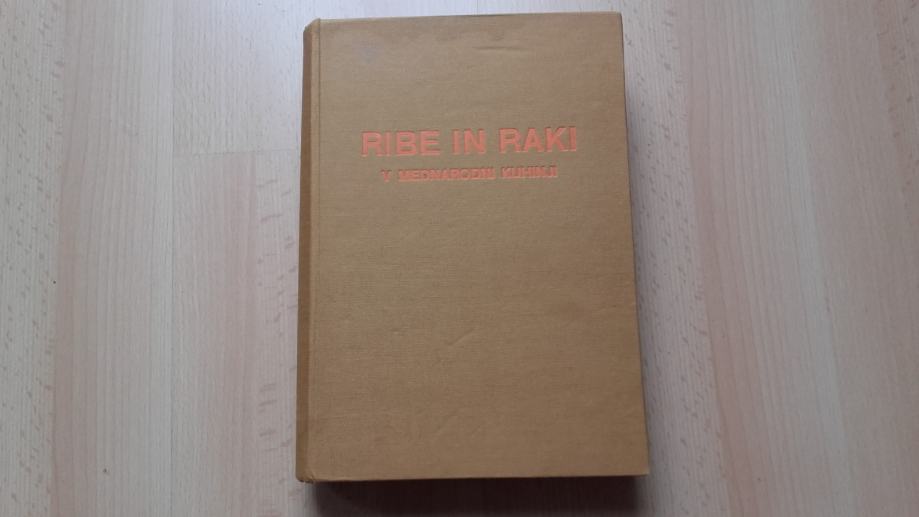 RIBE IN RAKI
V MEDNARODNI KUHINJI